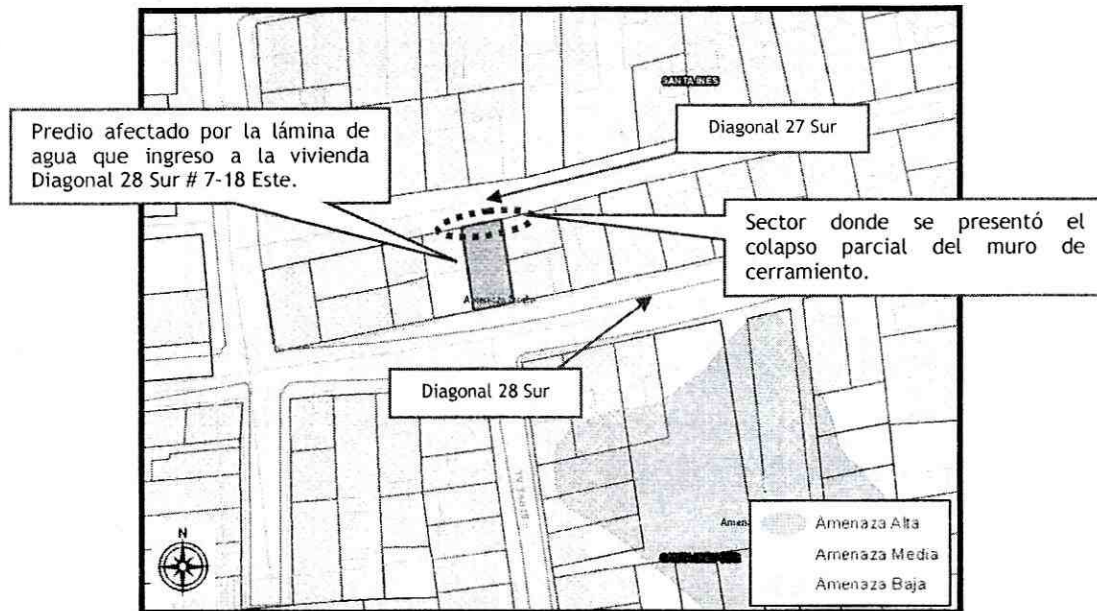 SANTA INES
Diagonal 27 Sur
Predio afectado por la lámina de
agua que ingreso a la vivienda
Diagonal 28 Sur # 7-18 Este.
Sector donde se presentó el
colapso parcial del muro de
cerramiento.
Amenaza
Diagonal 28 Sur
N
Amenaza Alta
Amenaza Media
Amenaza Baja